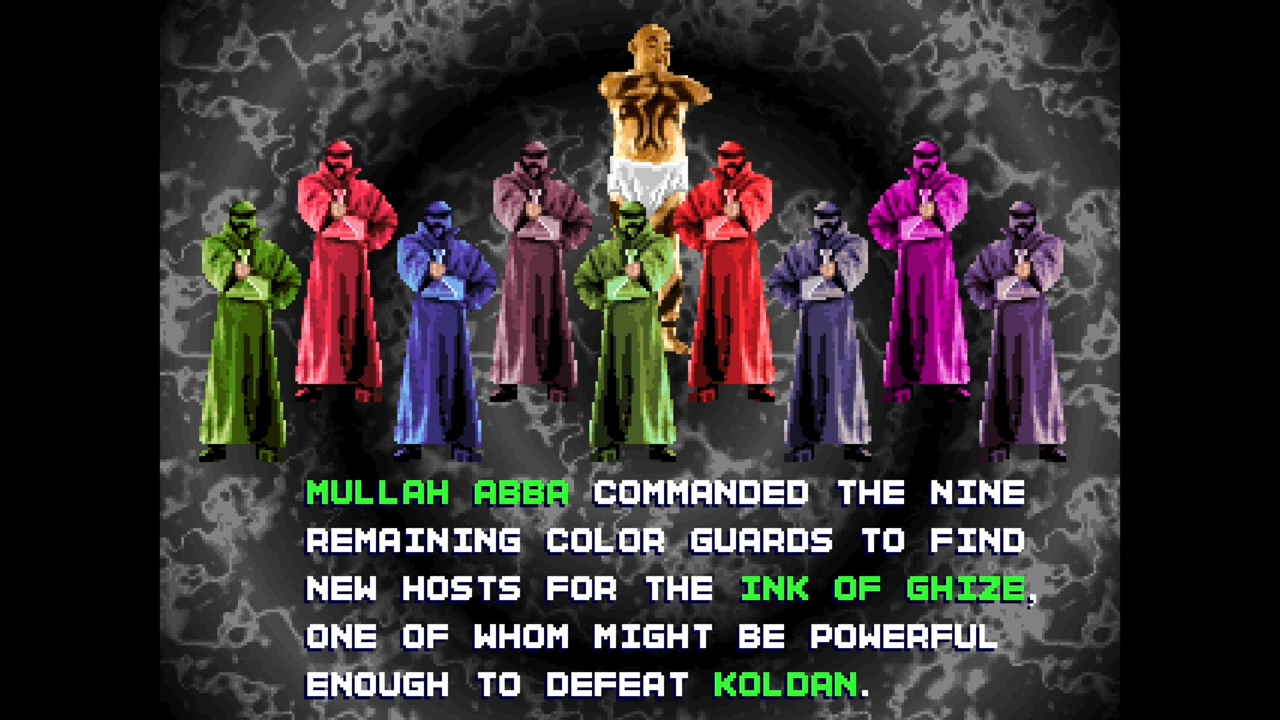 MULLAH ABBA COMMANDED THE NINE
REMAINING COLOR GUARDS TO FIND
NEW HOSTS FOR THE INK OF GHIZE,
ONE OF WHOM MIGHT BE POWERFUL
ENOUGH TO DEFEAT KOLDAN.